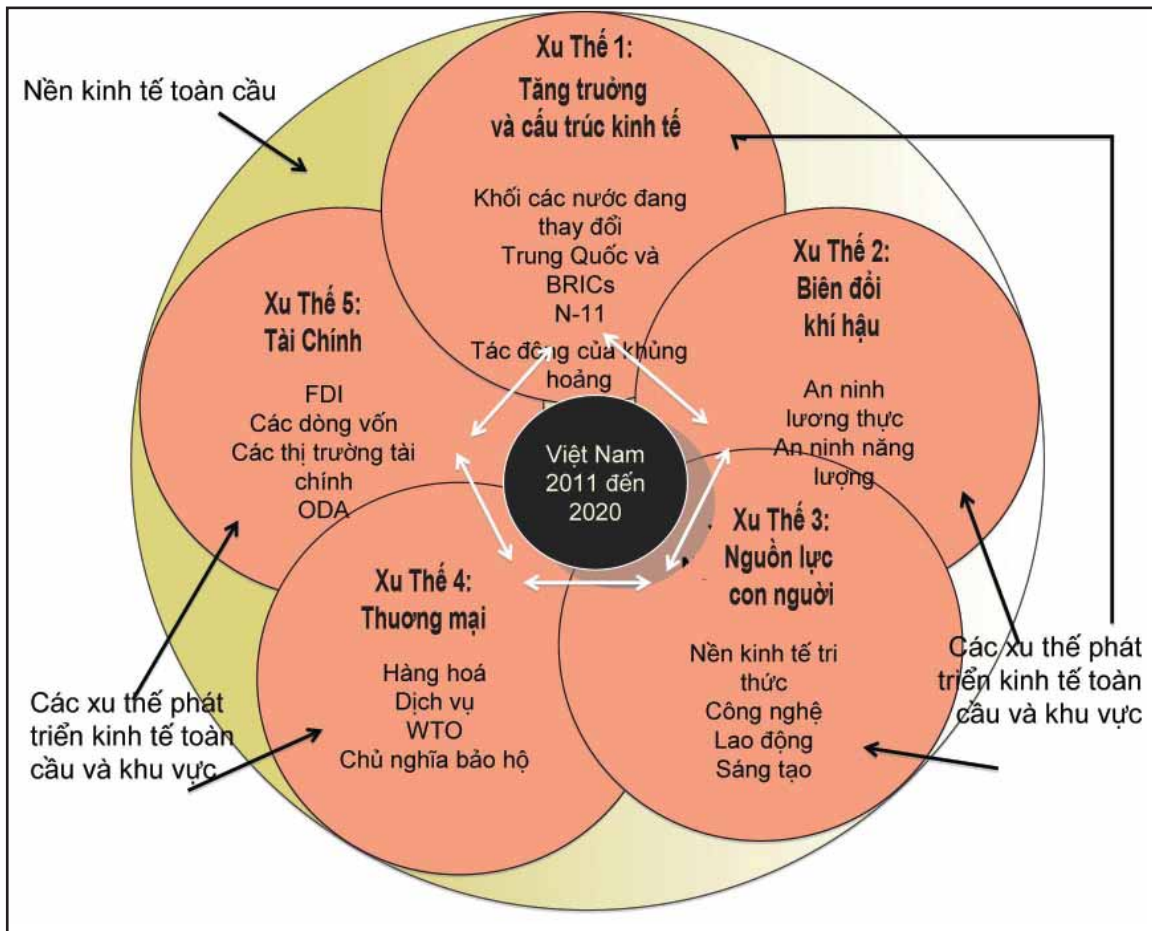 Nền kinh tế toàn cầu
Xu Thế 1:
Tăng truởng
và cấu trúc kinh tế
Khối các nước đang
thay đổi
Trung Quốc và
BRICs
N-11
Tác động của khủng
hoảng
Xu Thế 2:
Biên đổi
khí hậu
An ninh
lương thực
An ninh năng
lượng
Xu Thế 5:
Tài Chính
FDI
Các dòng vốn
Các thị trường tài
chính
ODA
Việt Nam
2011 đến
2020
Xu Thế 3:
Nguồn lực
con nguời
Nền kinh tế tri
thức
Công nghệ
Lao động
Sáng tạo
Xu Thế 4:
Thuơng mại
Hàng hoá
Dịch vụ
WTO
Chủ nghĩa bảo hộ
Các xu thế phát
triển kinh tế toàn
cầu và khu vực
Các xu thế phát
triển kinh tế toàn
cầu và khu vực